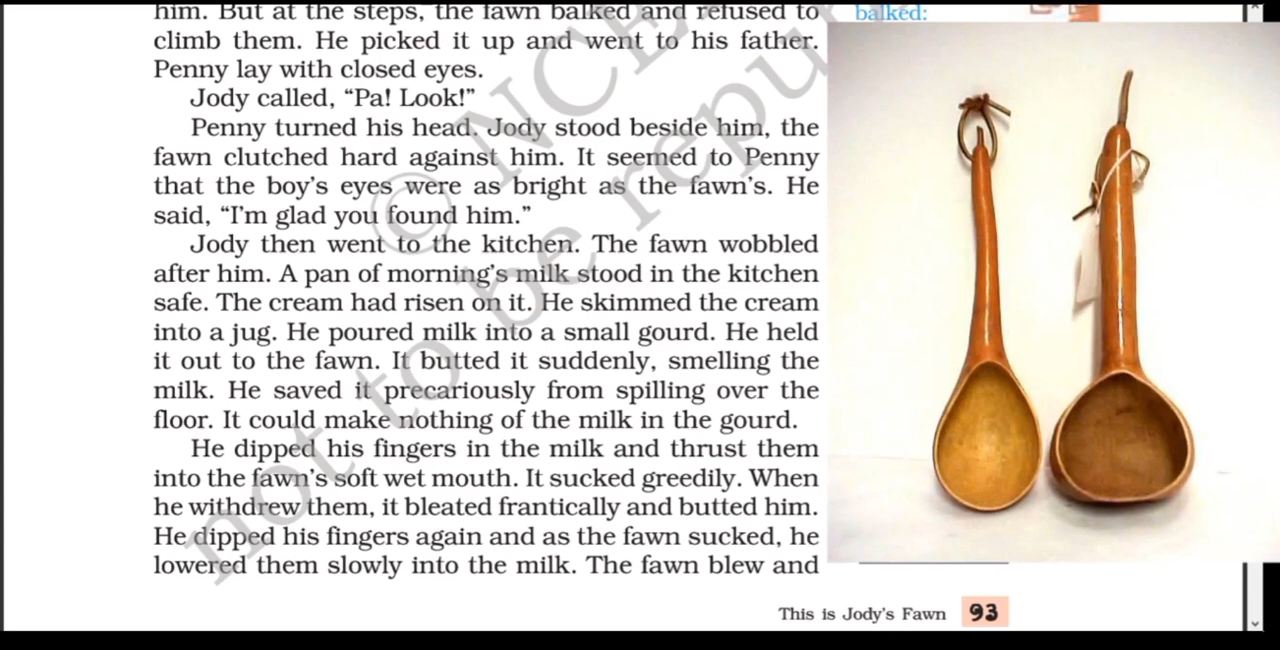 him. But at the steps, the fawn balked and refused to
balked:
climb them. He picked it up and went to his father.
Penny lay with closed eyes.
Jody called, “Pa! Look!”
Penny turned his head. Jody stood beside him, the
fawn clutched hard against him. It seemed to Penny
that the boy’s eyes were as bright as the fawn’s. He
said, “I’m glad you found him.”
Jody then went to the kitchen. The fawn wobbled
after him. A pan of morning’s milk stood in the kitchen
safe. The cream had risen on it. He skimmed the cream
into a jug. He poured milk into a small gourd. He held
it out to the fawn. It butted it suddenly, smelling the
milk. He saved it precariously from spilling over the
floor. It could make nothing of the milk in the gourd.
He dipped his fingers in the milk and thrust them
into the fawn’s soft wet mouth. It sucked greedily. When
he withdrew them, it bleated frantically and butted him.
He dipped his fingers again and as the fawn sucked, he
lowered them slowly into the milk. The fawn blew and
This is Jody’s Fawn 93
© NCE
not to be repu